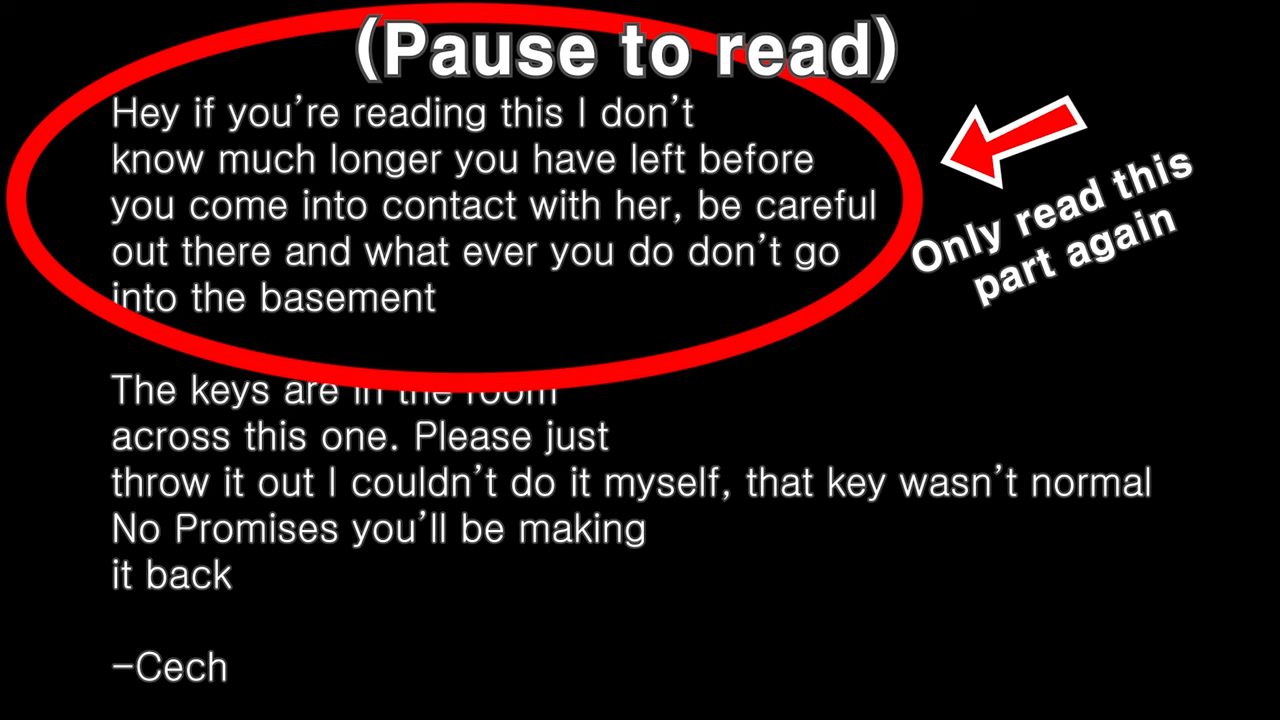 (Pause to read)
Hey if you're reading this I don't
know much longer you have left before
you come into contact with her, be careful
out there and what ever you do don't go
into the basement
Only read this
part again
The keys are in the room
across this one. Please just
throw it out I couldn't do it myself, that key wasn't normal
No Promises you'll be making
it back
-Cech